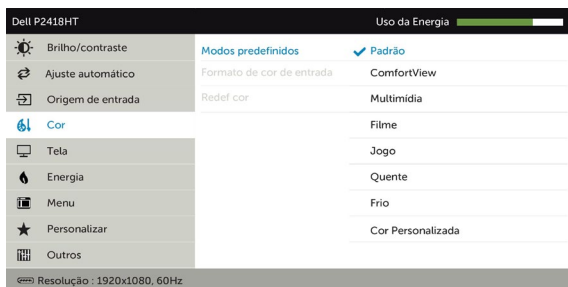 Dell P2418HT
Uso da Energia
Brilho/contraste
Modos predefinidos
Padrão
Ajuste automático
Formato de cor de entrada
ComfortView
Origem de entrada
Redef cor
Multimídia
Cor
Filme
Tela
Jogo
Energia
Quente
Menu
Frio
Personalizar
Cor Personalizada
Outros
Resolução : 1920x1080, 60Hz